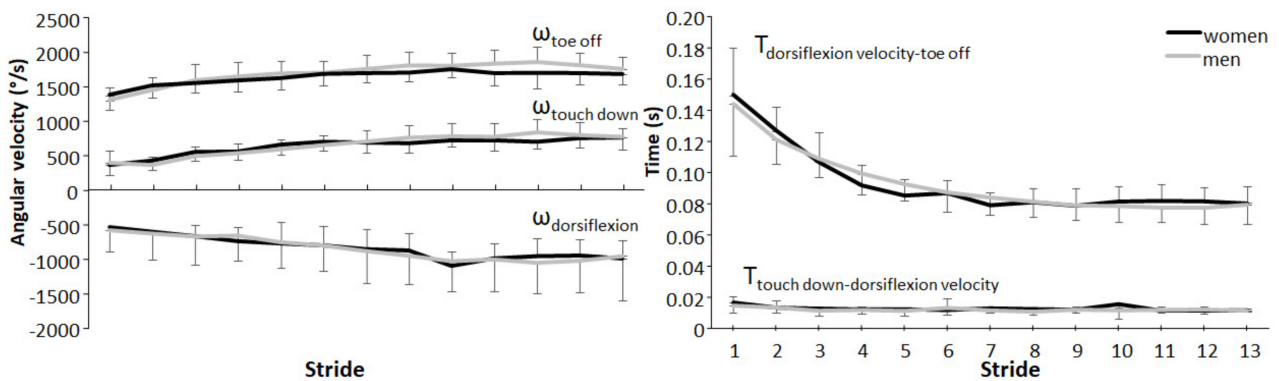 Angular velocity (°/s)
2500
2000
1500
1000
500
0
-500
-1000
-1500
-2000
ωtoe off
ωtouch down
ωdorsiflexion
Stride
Time (s)
0.20
0.18
0.16
0.14
0.12
0.10
0.08
0.06
0.04
0.02
0
Tdorsiflexion velocity-toe off
women
men
Ttouch down-dorsiflexion velocity
1 2 3 4 5 6 7 8 9 10 11 12 13
Stride